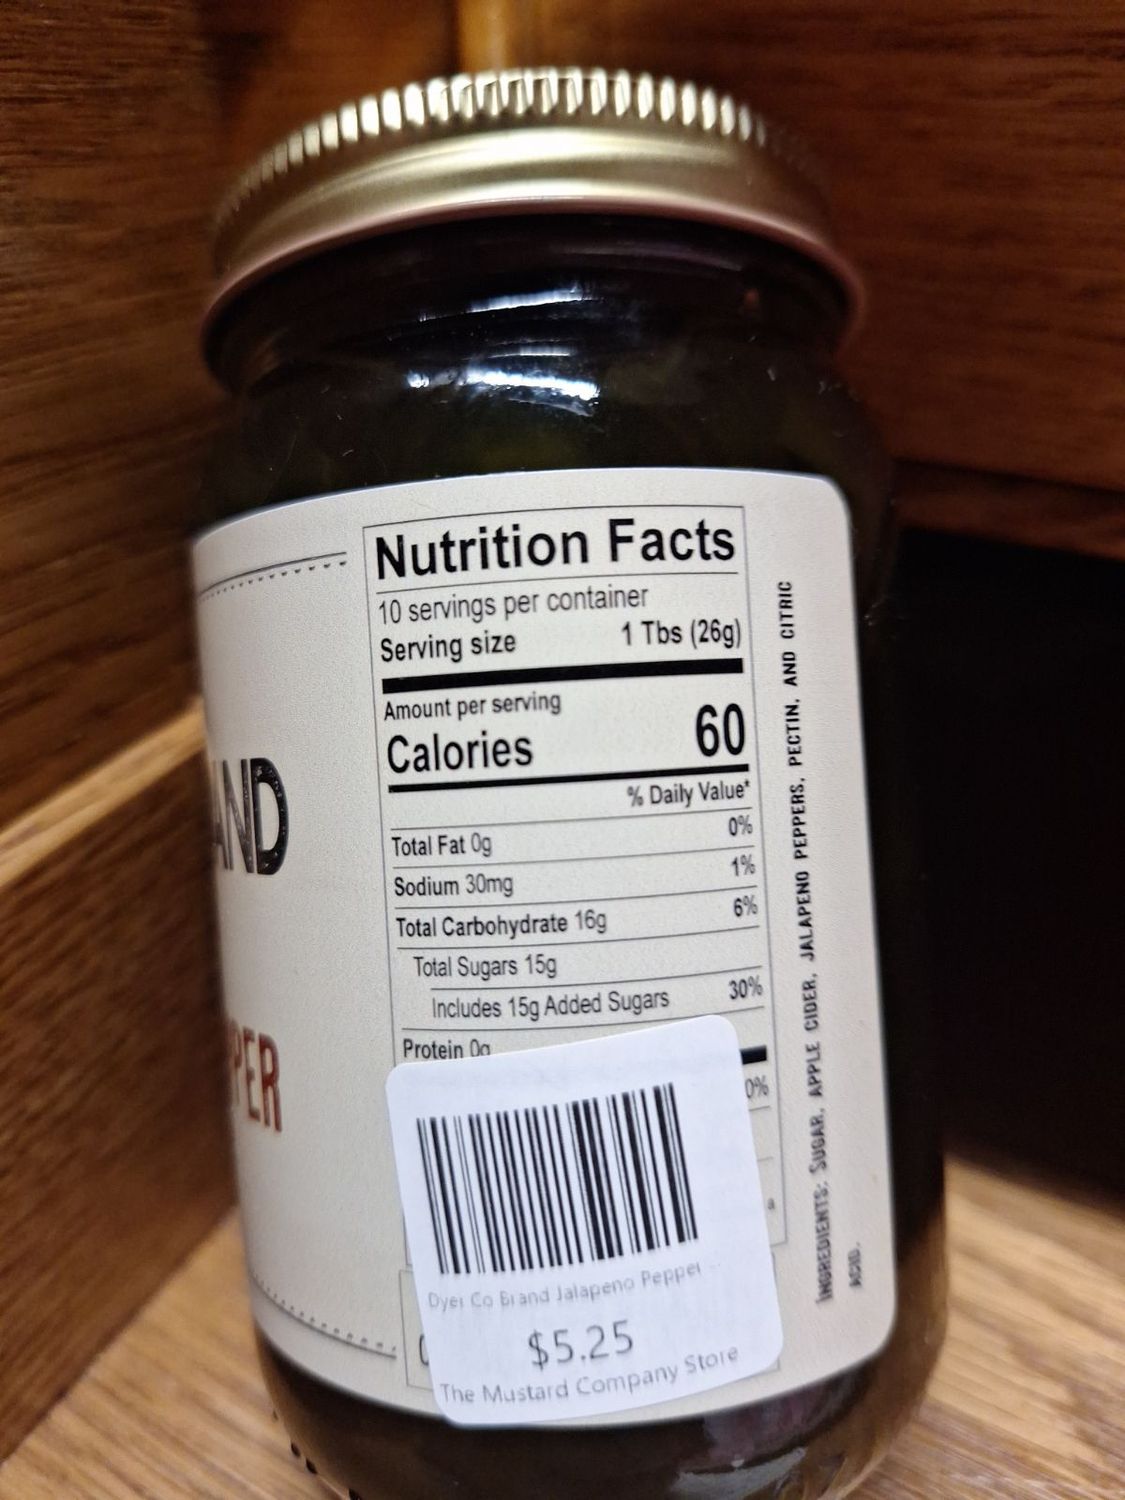 AND
PER
Nutrition Facts
10 servings per container
Serving size 1 Tbs (26g)
Amount per serving
Calories 60
% Daily Value*
Total Fat 0g 0%
Sodium 30mg 1%
Total Carbohydrate 16g 6%
Total Sugars 15g
Includes 15g Added Sugars 30%
Protein 0g
0%
a
Dyer Co Brand Jalapeno Pepper ...
$5.25
The Mustard Company Store
INGREDIENTS: SUGAR, APPLE CIDER, JALAPENO PEPPERS, PECTIN, AND CITRIC
ACID.